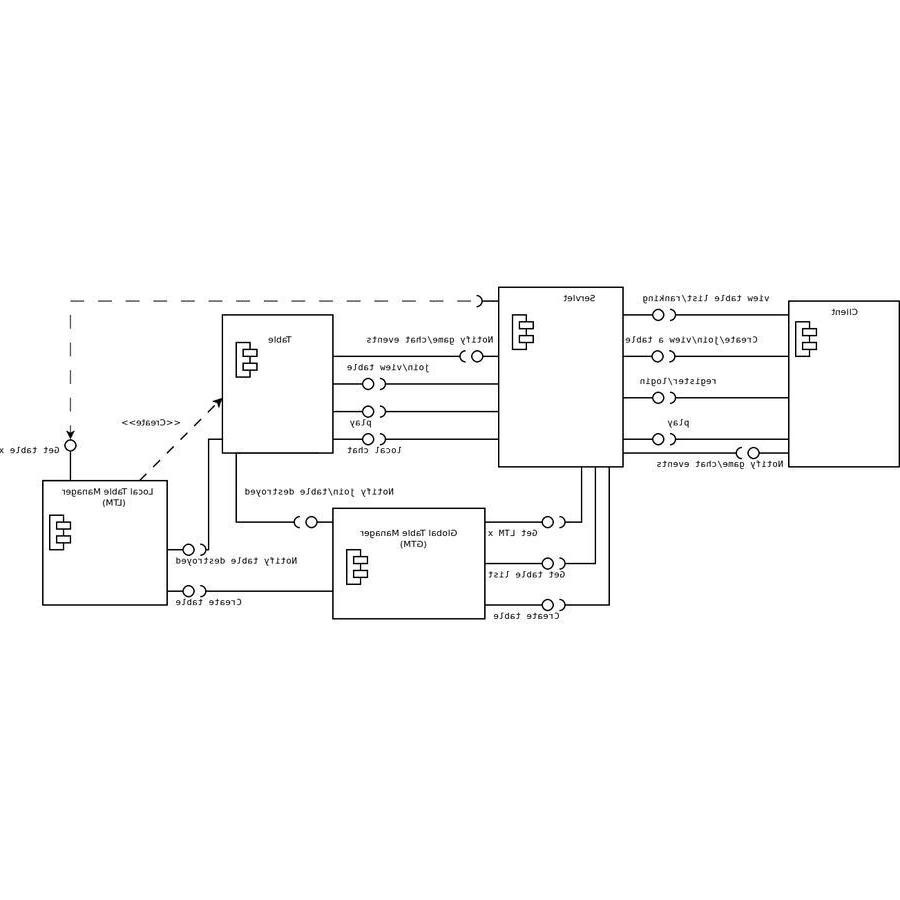 Servlet
view table list/ranking
Client
Table
Notify game/chat events
Create/join/view a table
join/view table
register/login
<<Create>>
play
play
Get table x
local chat
Notify game/chat events
Local Table Manager
(LTM)
Notify join/table destroyed
Global Table Manager
(GTM)
Get LTM x
Notify table destroyed
Get table list
Create table
Create table